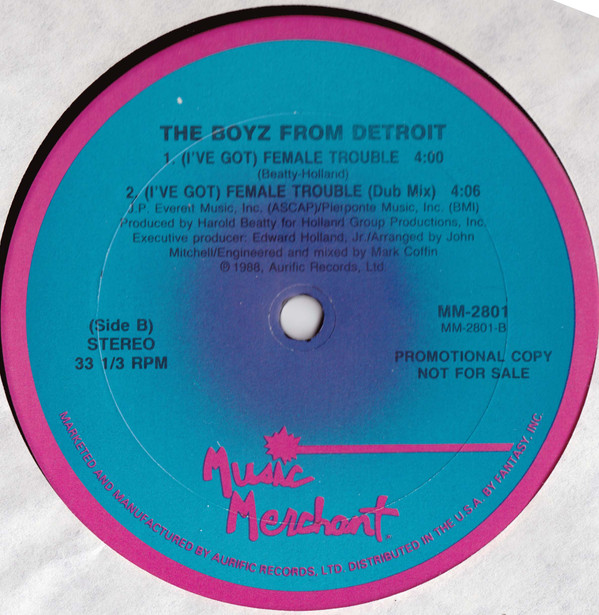 THE BOYZ FROM DETROIT
1. (I'VE GOT) FEMALE TROUBLE 4:00
(Beatty-Holland)
2. (I'VE GOT) FEMALE TROUBLE (Dub Mix) 4:06
J.P. Everett Music, Inc. (ASCAP)/Pierponte Music, Inc. (BMI)
Produced by Harold Beatty for Holland Group Productions, Inc.
Executive producer: Edward Holland, Jr./Arranged by John
Mitchell/Engineered and mixed by Mark Coffin
℗ 1988, Aurific Records, Ltd.
(Side B)
STEREO
33 1/3 RPM
MM-2801
MM-2801-B
PROMOTIONAL COPY
NOT FOR SALE
Music
Merchant
MARKETED AND MANUFACTURED BY AURIFIC RECORDS, LTD. DISTRIBUTED IN THE U.S.A. BY FANTASY, INC.